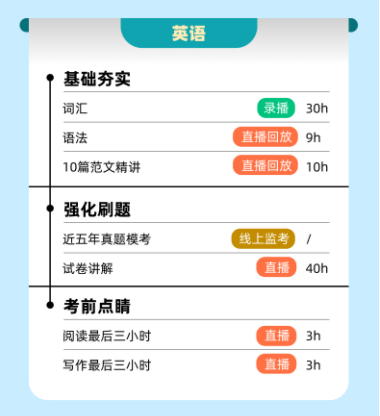 英语
基础夯实
词汇 录播 30h
语法 直播回放 9h
10篇范文精讲 直播回放 10h
强化刷题
近五年真题模考 线上监考 /
试卷讲解 直播 40h
考前点睛
阅读最后三小时 直播 3h
写作最后三小时 直播 3h